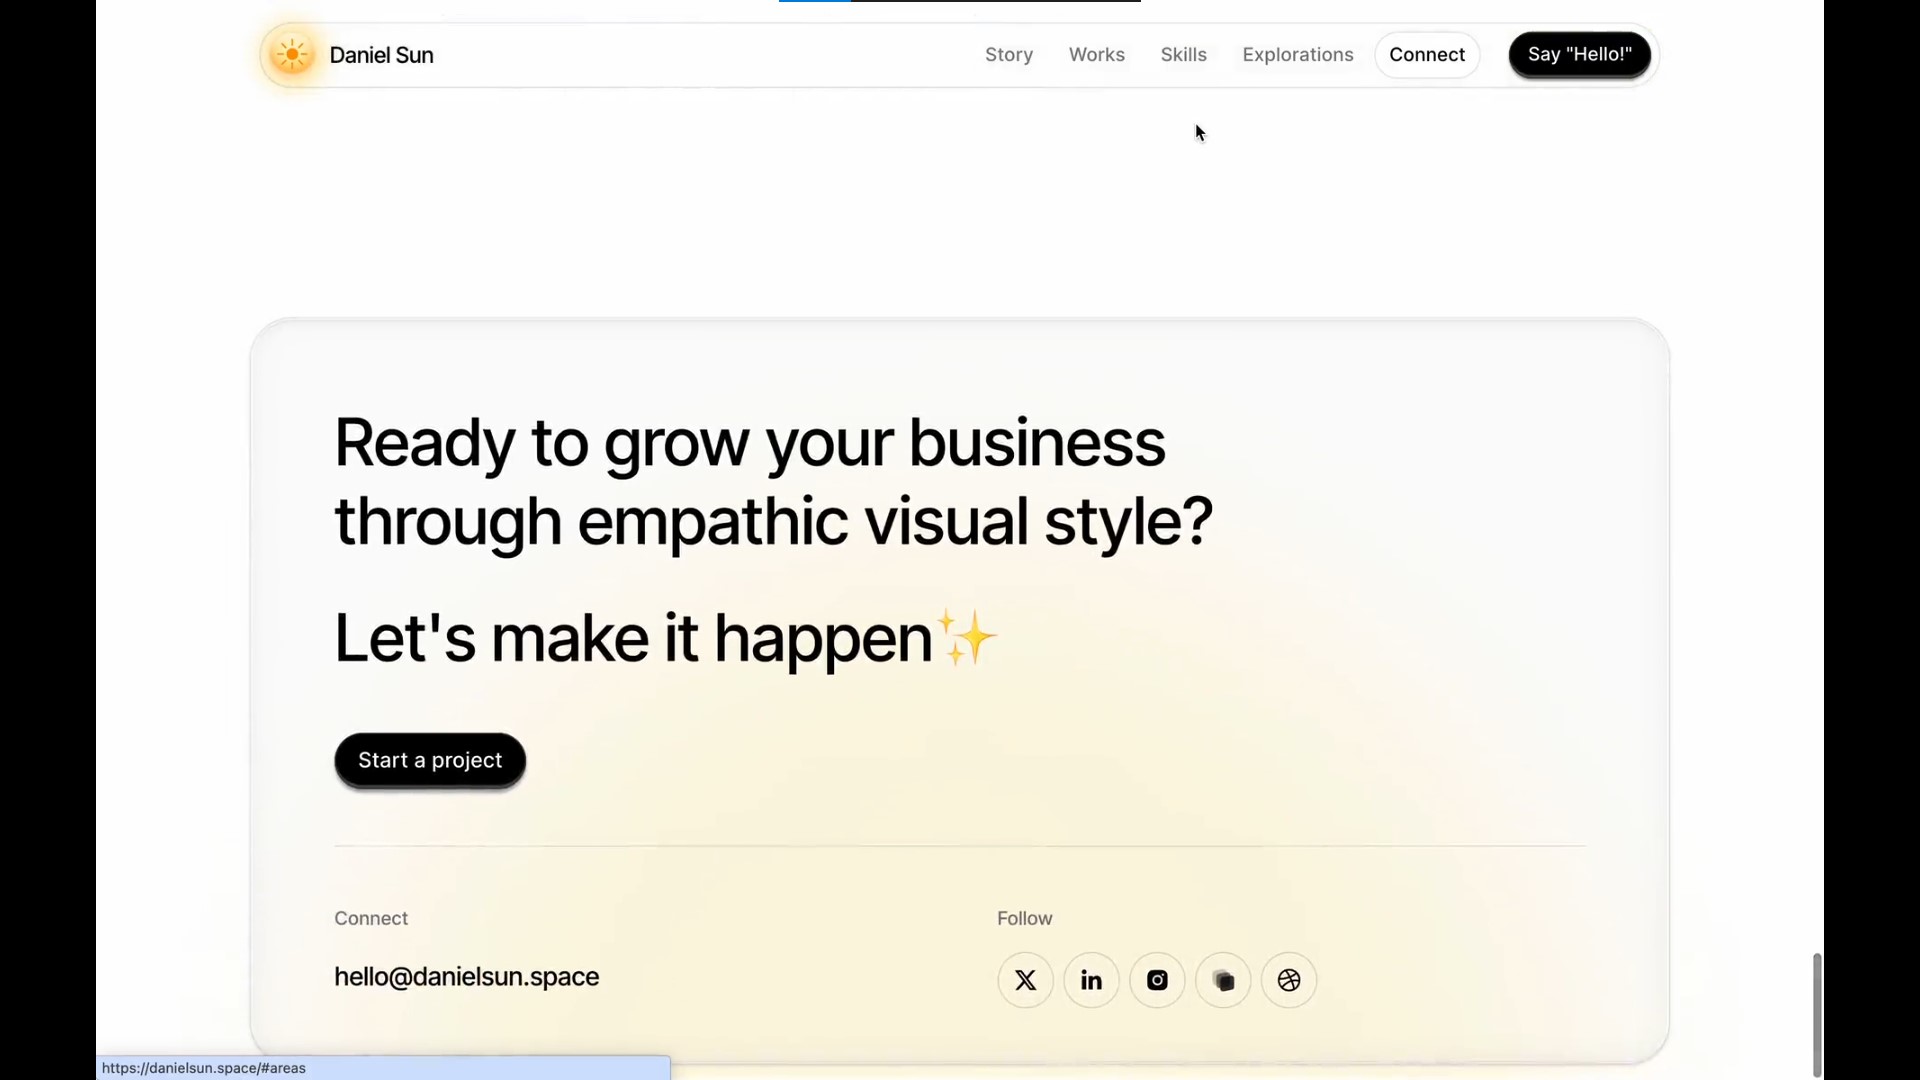 Daniel Sun
Story
Works
Skills
Explorations
Connect
Say "Hello!"
Ready to grow your business
through empathic visual style?
Let's make it happen✨
Start a project
Connect
Follow
hello@danielsun.space
https://danielsun.space/#areas